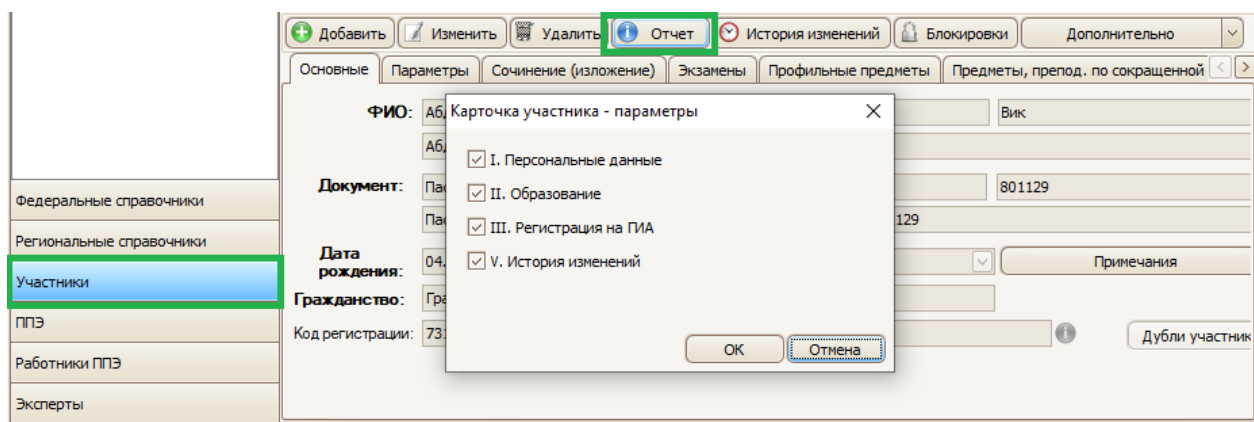 Добавить Изменить Удалить Отчет История изменений Блокировки Дополнительно
Основные Параметры Сочинение (изложение) Экзамены Профильные предметы Предметы, препод. по сокращенной
Карточка участника - параметры
ФИО: Вик
I. Персональные данные
Документ: 801129
II. Образование
129
III. Регистрация на ГИА
Дата
рождения: 04. Примечания
V. История изменений
Гражданство:
Код регистрации: 731 Дубли участник
ОК Отмена
Федеральные справочники
Региональные справочники
Участники
ППЭ
Работники ППЭ
Эксперты